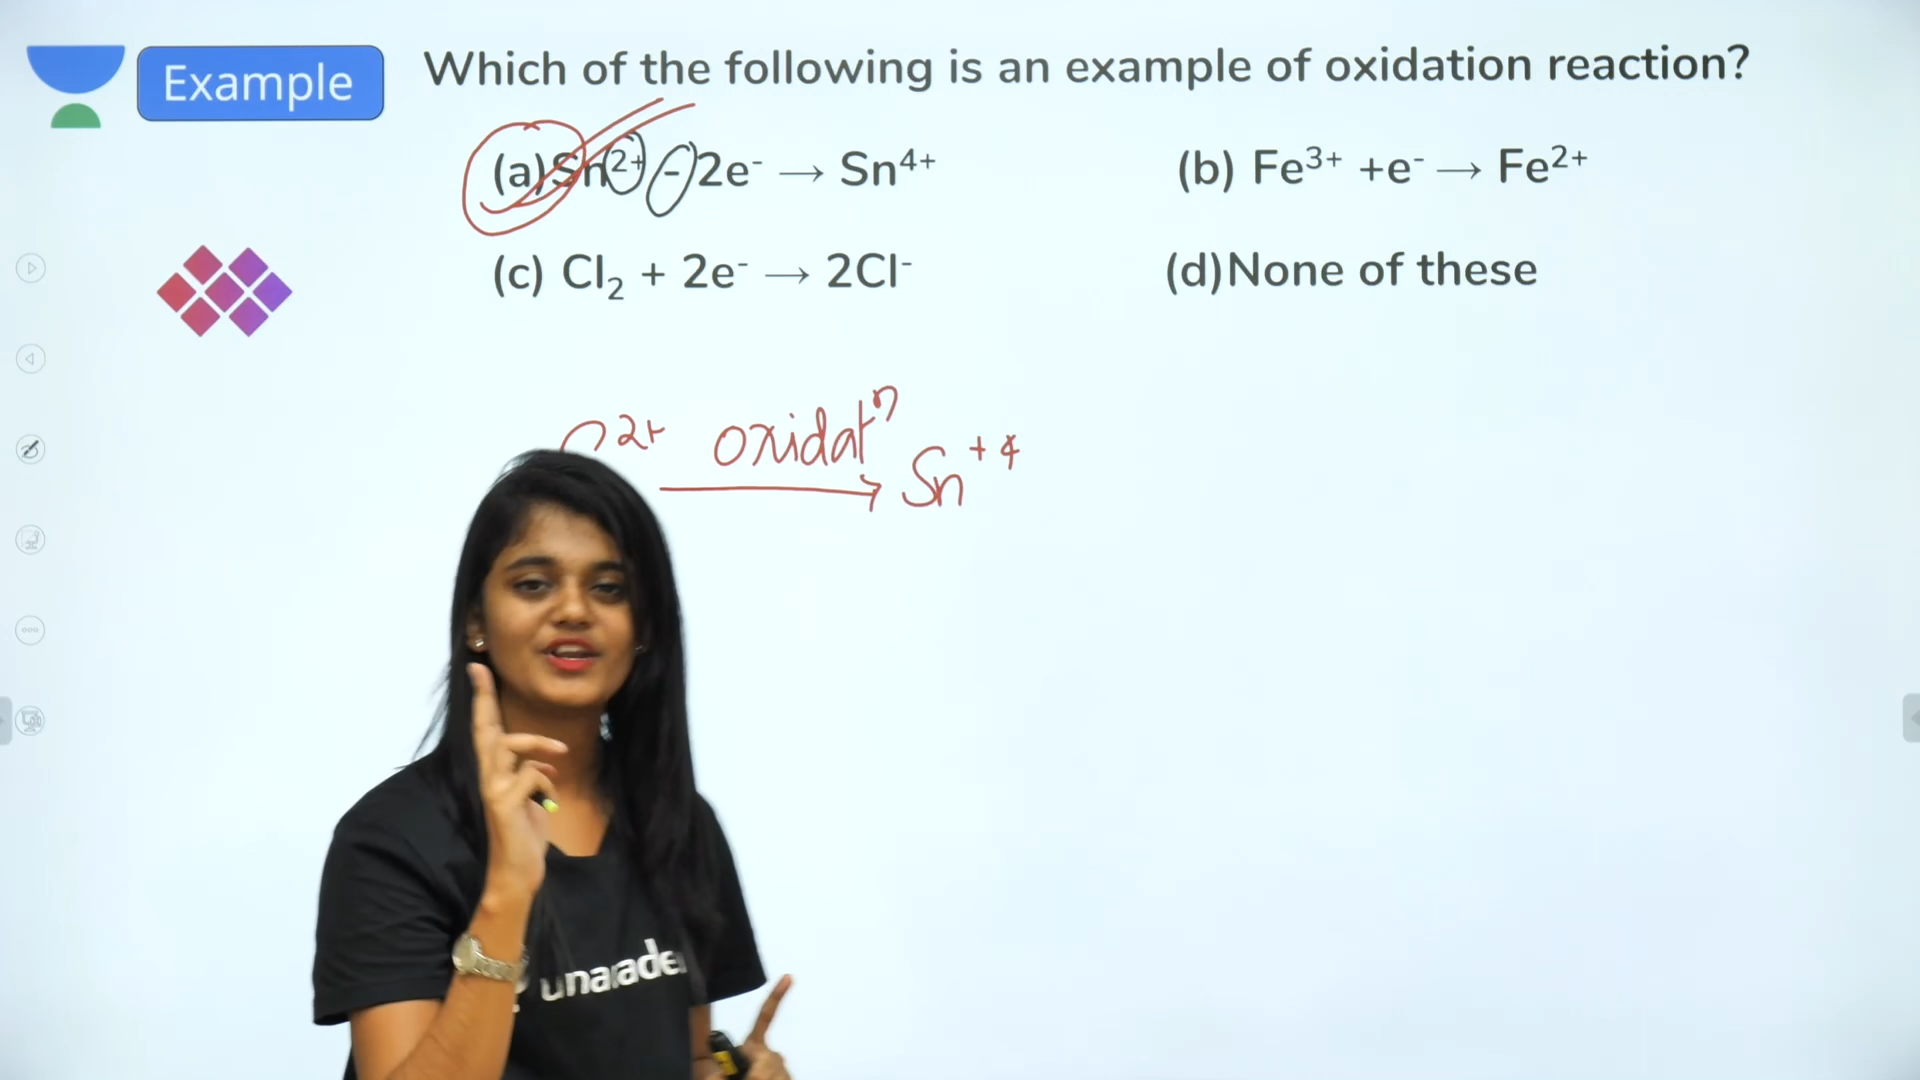 Example
Which of the following is an example of oxidation reaction?
(a)Sn²⁺ -2e⁻ → Sn⁴⁺
(b) Fe³⁺ +e⁻ → Fe²⁺
(c) Cl₂ + 2e⁻ → 2Cl⁻
(d)None of these
2+ oxidatⁿ → Sn⁺⁴
unacade